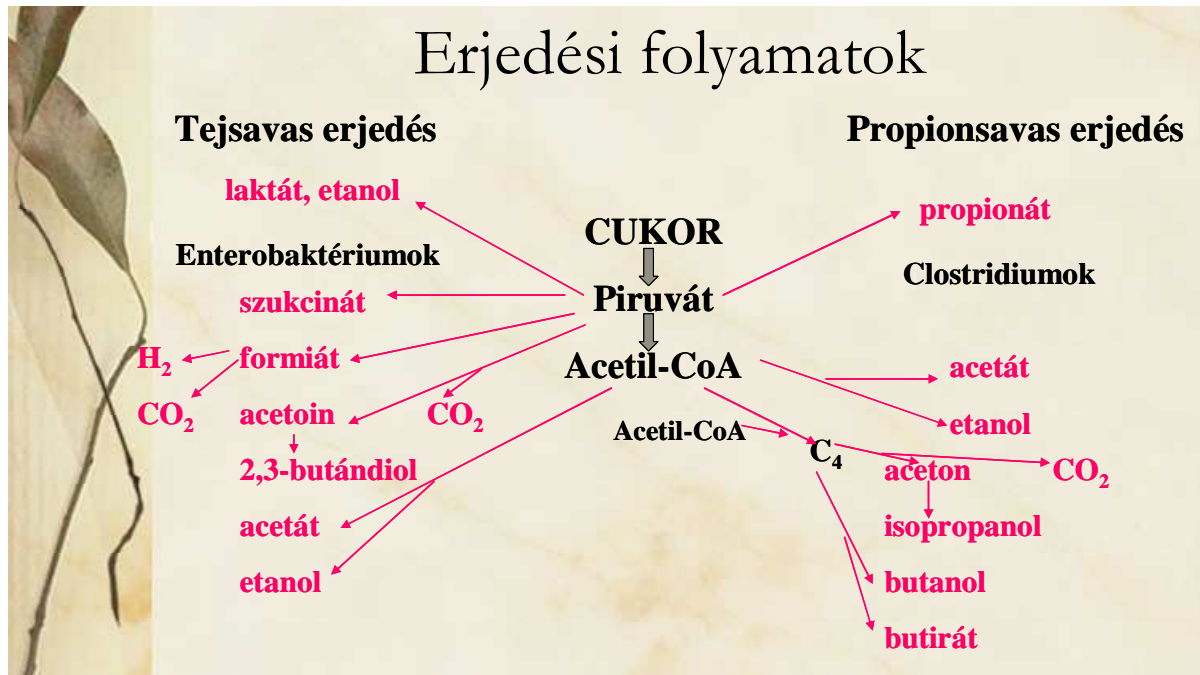 Erjedési folyamatok
Tejsavas erjedés
Propionsavas erjedés
laktát, etanol
propionát
CUKOR
Enterobaktériumok
Clostridiumok
szukcinát
Piruvát
H₂
formiát
Acetil-CoA
acetát
CO₂
acetoin
CO₂
Acetil-CoA
etanol
C₄
2,3-butándiol
aceton
CO₂
acetát
isopropanol
etanol
butanol
butirát